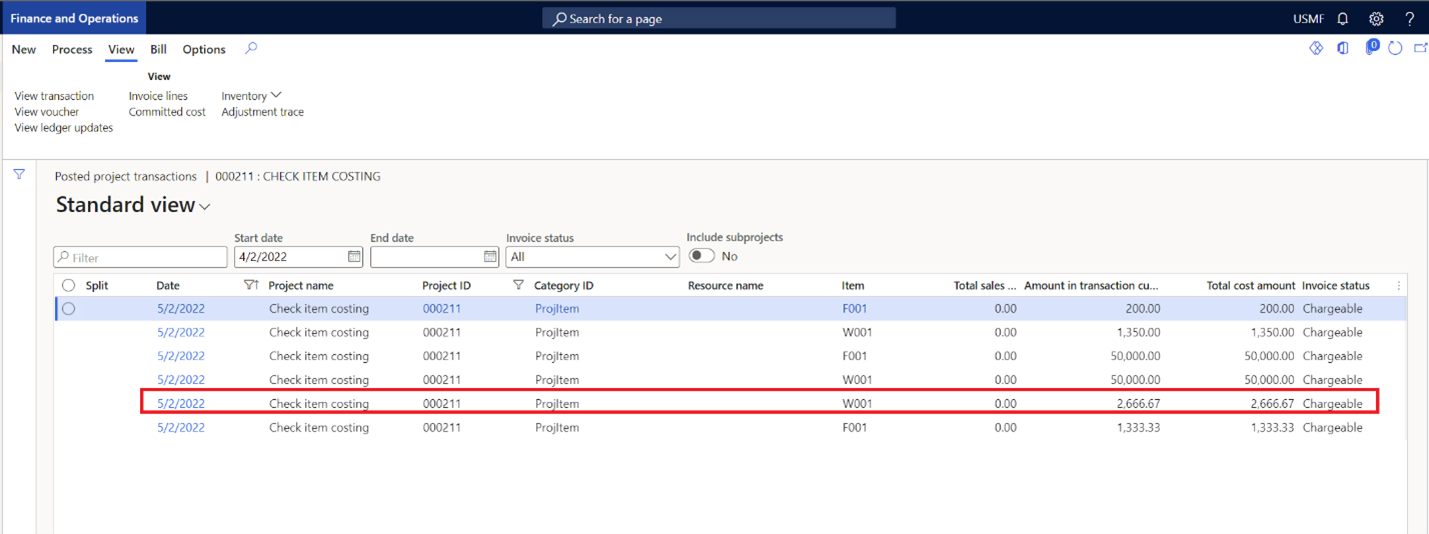 Finance and Operations Search for a page USMF ?
New Process View Bill Options 0
View
View transaction Invoice lines Inventory
View voucher Committed cost Adjustment trace
View ledger updates
Posted project transactions | 000211 : CHECK ITEM COSTING
Standard view
Start date End date Invoice status Include subprojects
Filter 4/2/2022 All No
Split Date Project name Project ID Category ID Resource name Item Total sales ... Amount in transaction cu... Total cost amount Invoice status
5/2/2022 Check item costing 000211 ProjItem F001 0.00 200.00 200.00 Chargeable
5/2/2022 Check item costing 000211 ProjItem W001 0.00 1,350.00 1,350.00 Chargeable
5/2/2022 Check item costing 000211 ProjItem F001 0.00 50,000.00 50,000.00 Chargeable
5/2/2022 Check item costing 000211 ProjItem W001 0.00 50,000.00 50,000.00 Chargeable
5/2/2022 Check item costing 000211 ProjItem W001 0.00 2,666.67 2,666.67 Chargeable
5/2/2022 Check item costing 000211 ProjItem F001 0.00 1,333.33 1,333.33 Chargeable